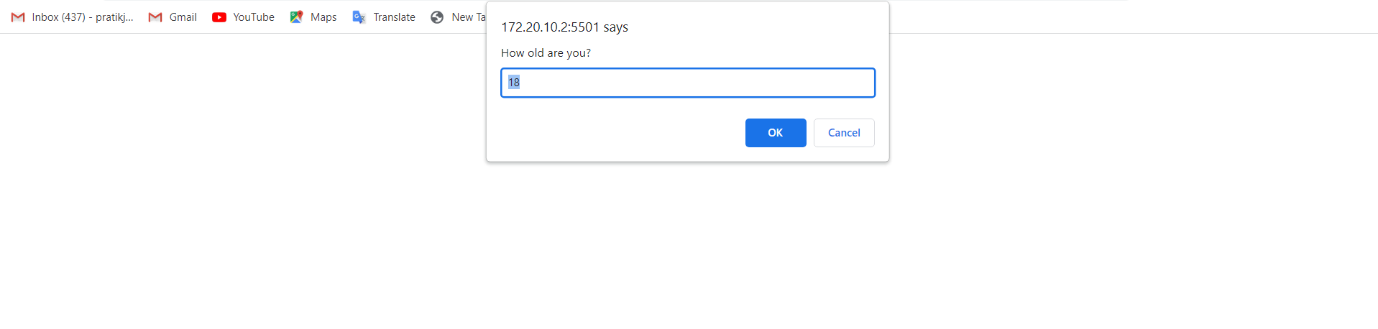 Inbox (437) - pratikj... Gmail YouTube Maps Translate New Ta
172.20.10.2:5501 says
How old are you?
18
OK Cancel